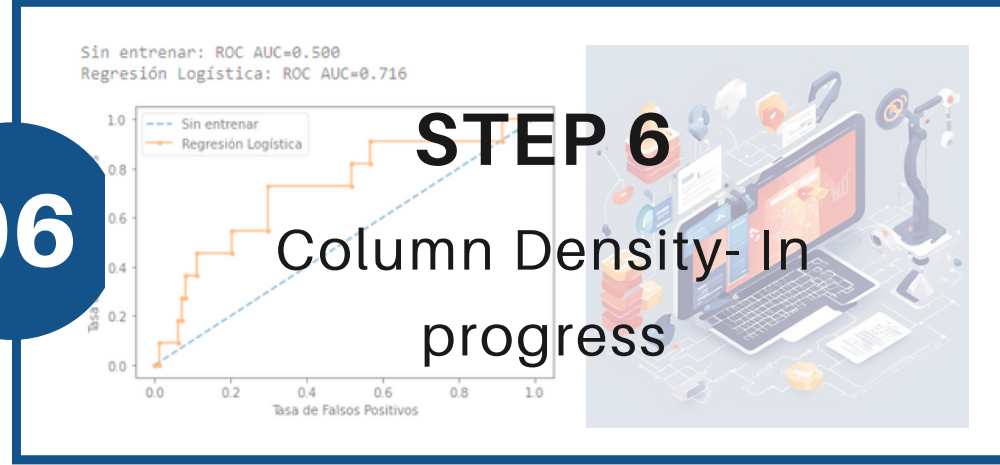 Sin entrenar: ROC AUC=0.500
Regresión Logística: ROC AUC=0.716
06
STEP 6
Column Density- In
progress
Sin entrenar
Regresión Logística
1.0
0.8
0.6
0.4
0.2
0.0
Tasa
0.0 0.2 0.4 0.6 0.8 1.0
Tasa de Falsos Positivos